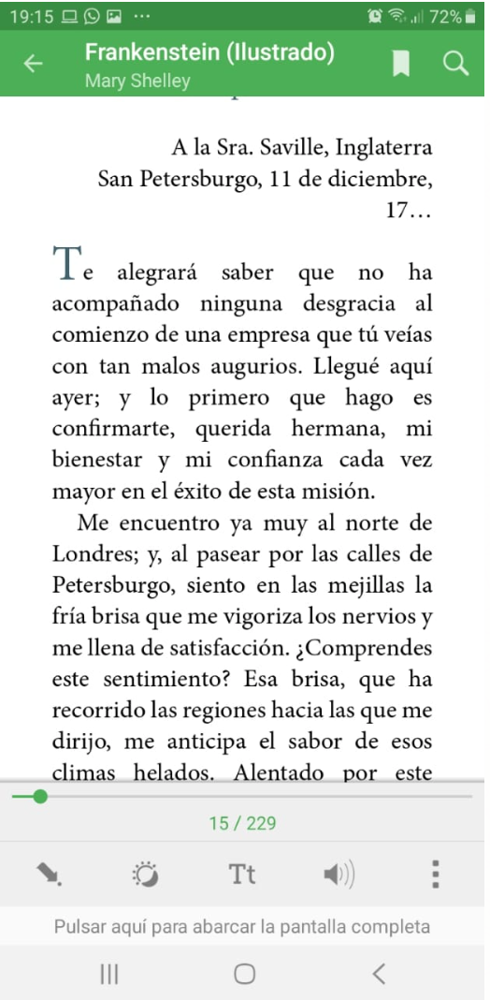 19:15 ... 72%
Frankenstein (Ilustrado)
Mary Shelley
A la Sra. Saville, Inglaterra
San Petersburgo, 11 de diciembre,
17...
Te alegrará saber que no ha
acompañado ninguna desgracia al
comienzo de una empresa que tú veías
con tan malos augurios. Llegué aquí
ayer; y lo primero que hago es
confirmarte, querida hermana, mi
bienestar y mi confianza cada vez
mayor en el éxito de esta misión.
Me encuentro ya muy al norte de
Londres; y, al pasear por las calles de
Petersburgo, siento en las mejillas la
fría brisa que me vigoriza los nervios y
me llena de satisfacción. ¿Comprendes
este sentimiento? Esa brisa, que ha
recorrido las regiones hacia las que me
dirijo, me anticipa el sabor de esos
climas helados. Alentado por este
15 / 229
Tt
Pulsar aquí para abarcar la pantalla completa